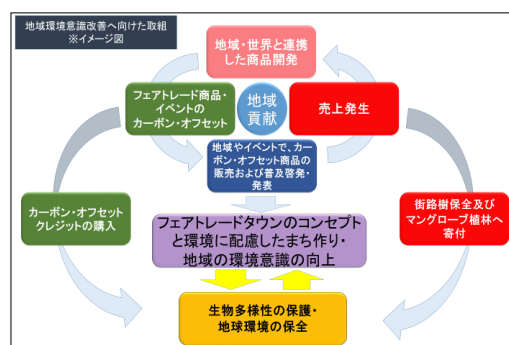 地域環境意識改善へ向けた取組
※イメージ図
地域・世界と連携
した商品開発
フェアトレード商品・
イベントの
カーボン・オフセット
地域
貢献
売上発生
地域やイベントで、カー
ボン・オフセット商品の
販売および普及啓発・
発表
カーボン・オフセット
クレジットの購入
街路樹保全及び
マングローブ植林へ
寄付
フェアトレードタウンのコンセプト
と環境に配慮したまち作り・
地域の環境意識の向上
生物多様性の保護・
地球環境の保全